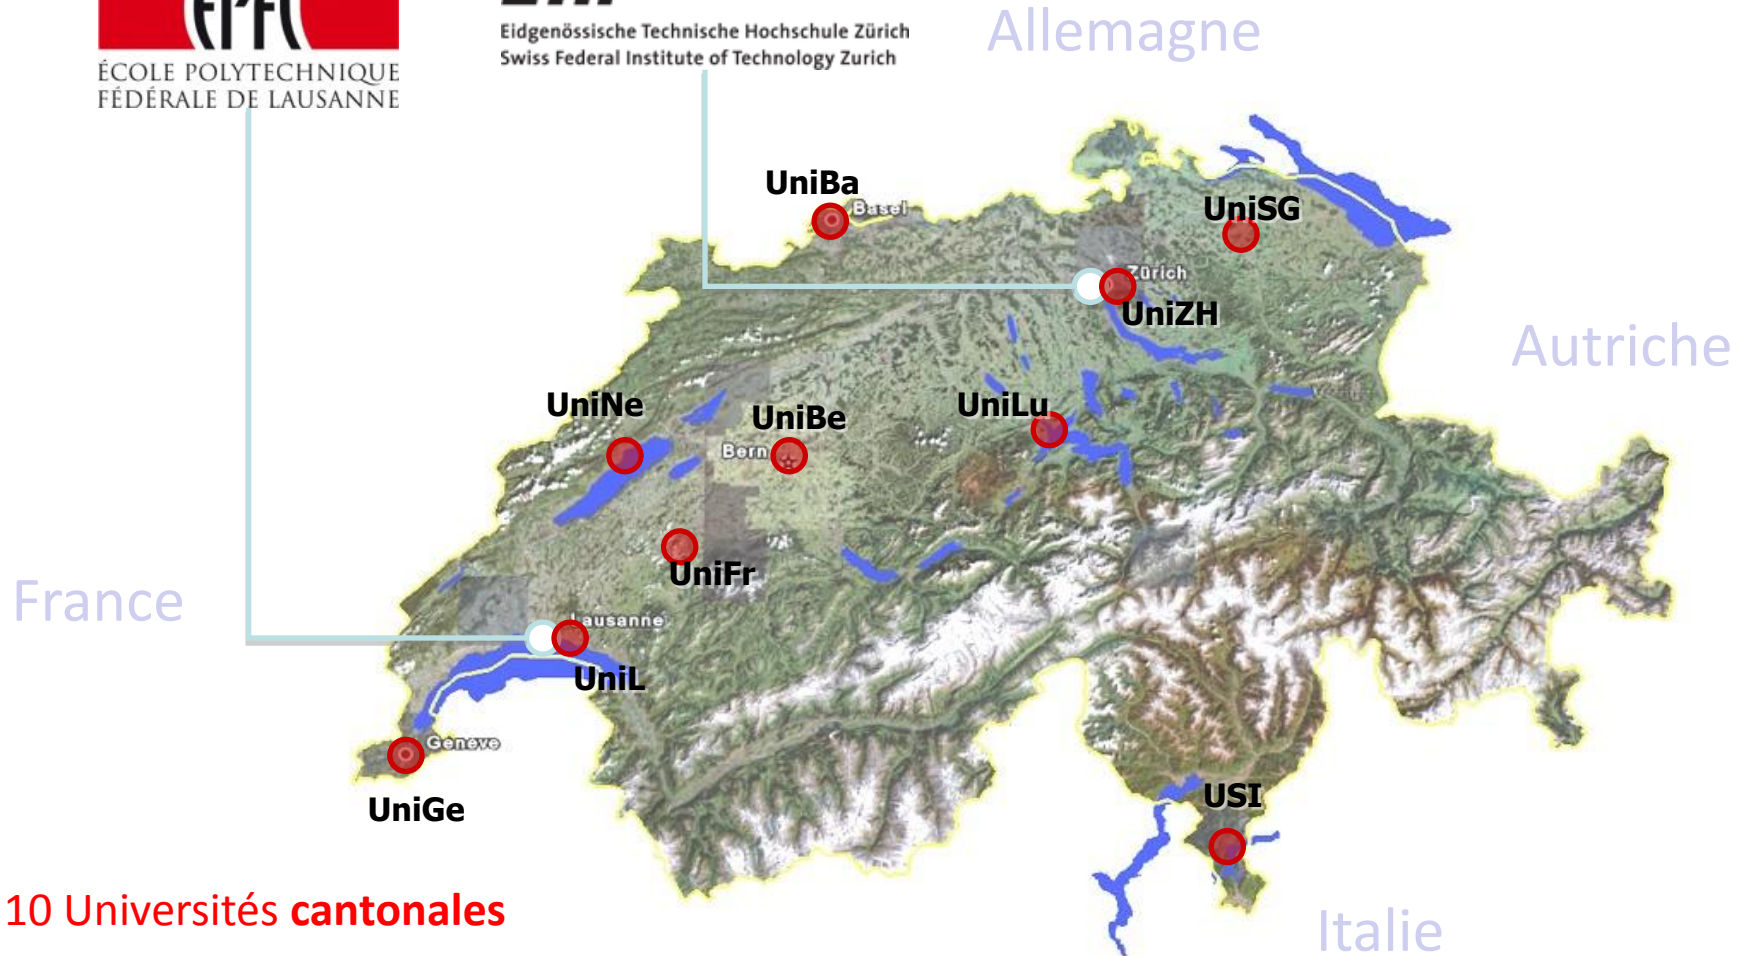 ÉCOLE POLYTECHNIQUE
FÉDÉRALE DE LAUSANNE
Eidgenössische Technische Hochschule Zürich
Swiss Federal Institute of Technology Zurich
Allemagne
UniBa
Basel
UniSG
Zürich
UniZH
Autriche
UniNe
UniBe
UniLu
Bern
UniFr
France
Lausanne
UniL
Genève
UniGe
USI
10 Universités cantonales
Italie